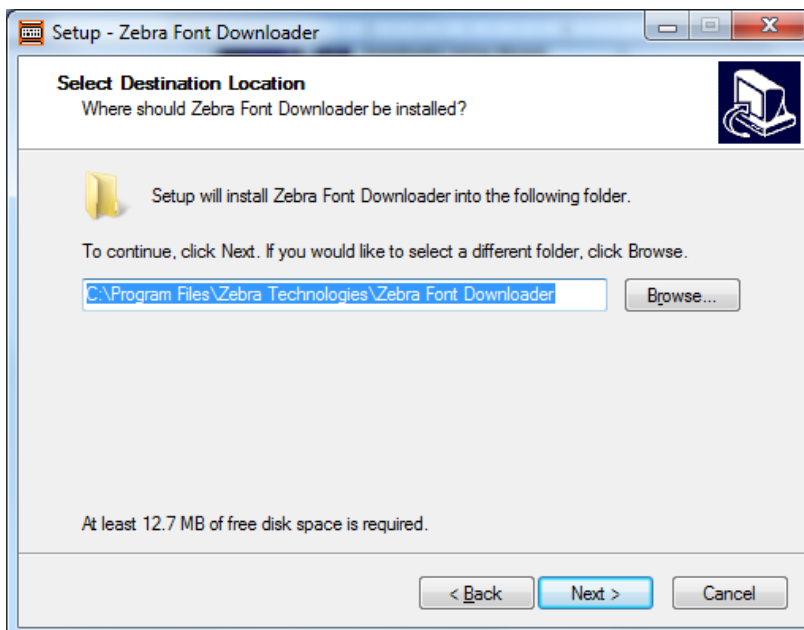 Setup - Zebra Font Downloader
Select Destination Location
Where should Zebra Font Downloader be installed?
Setup will install Zebra Font Downloader into the following folder.
To continue, click Next. If you would like to select a different folder, click Browse.
C:\Program Files\Zebra Technologies\Zebra Font Downloader
Browse...
At least 12.7 MB of free disk space is required.
< Back Next > Cancel